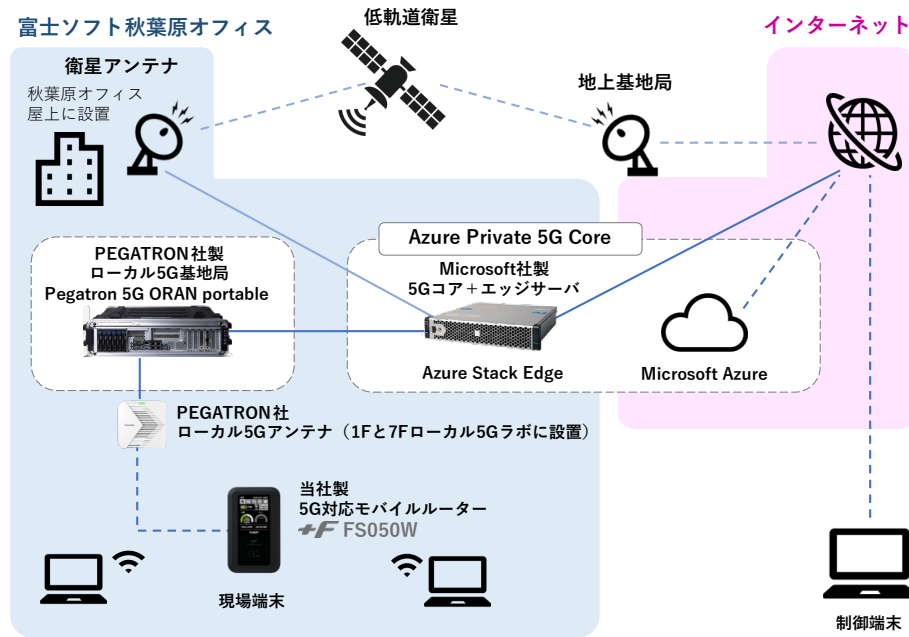 富士ソフト秋葉原オフィス
低軌道衛星
インターネット
衛星アンテナ
秋葉原オフィス
屋上に設置
地上基地局
Azure Private 5G Core
PEGATRON社製
ローカル5G基地局
Pegatron 5G ORAN portable
Microsoft社製
5Gコア＋エッジサーバ
Azure Stack Edge
Microsoft Azure
PEGATRON社
ローカル5Gアンテナ（1Fと7Fローカル5Gラボに設置）
当社製
5G対応モバイルルーター
+F FS050W
現場端末
制御端末